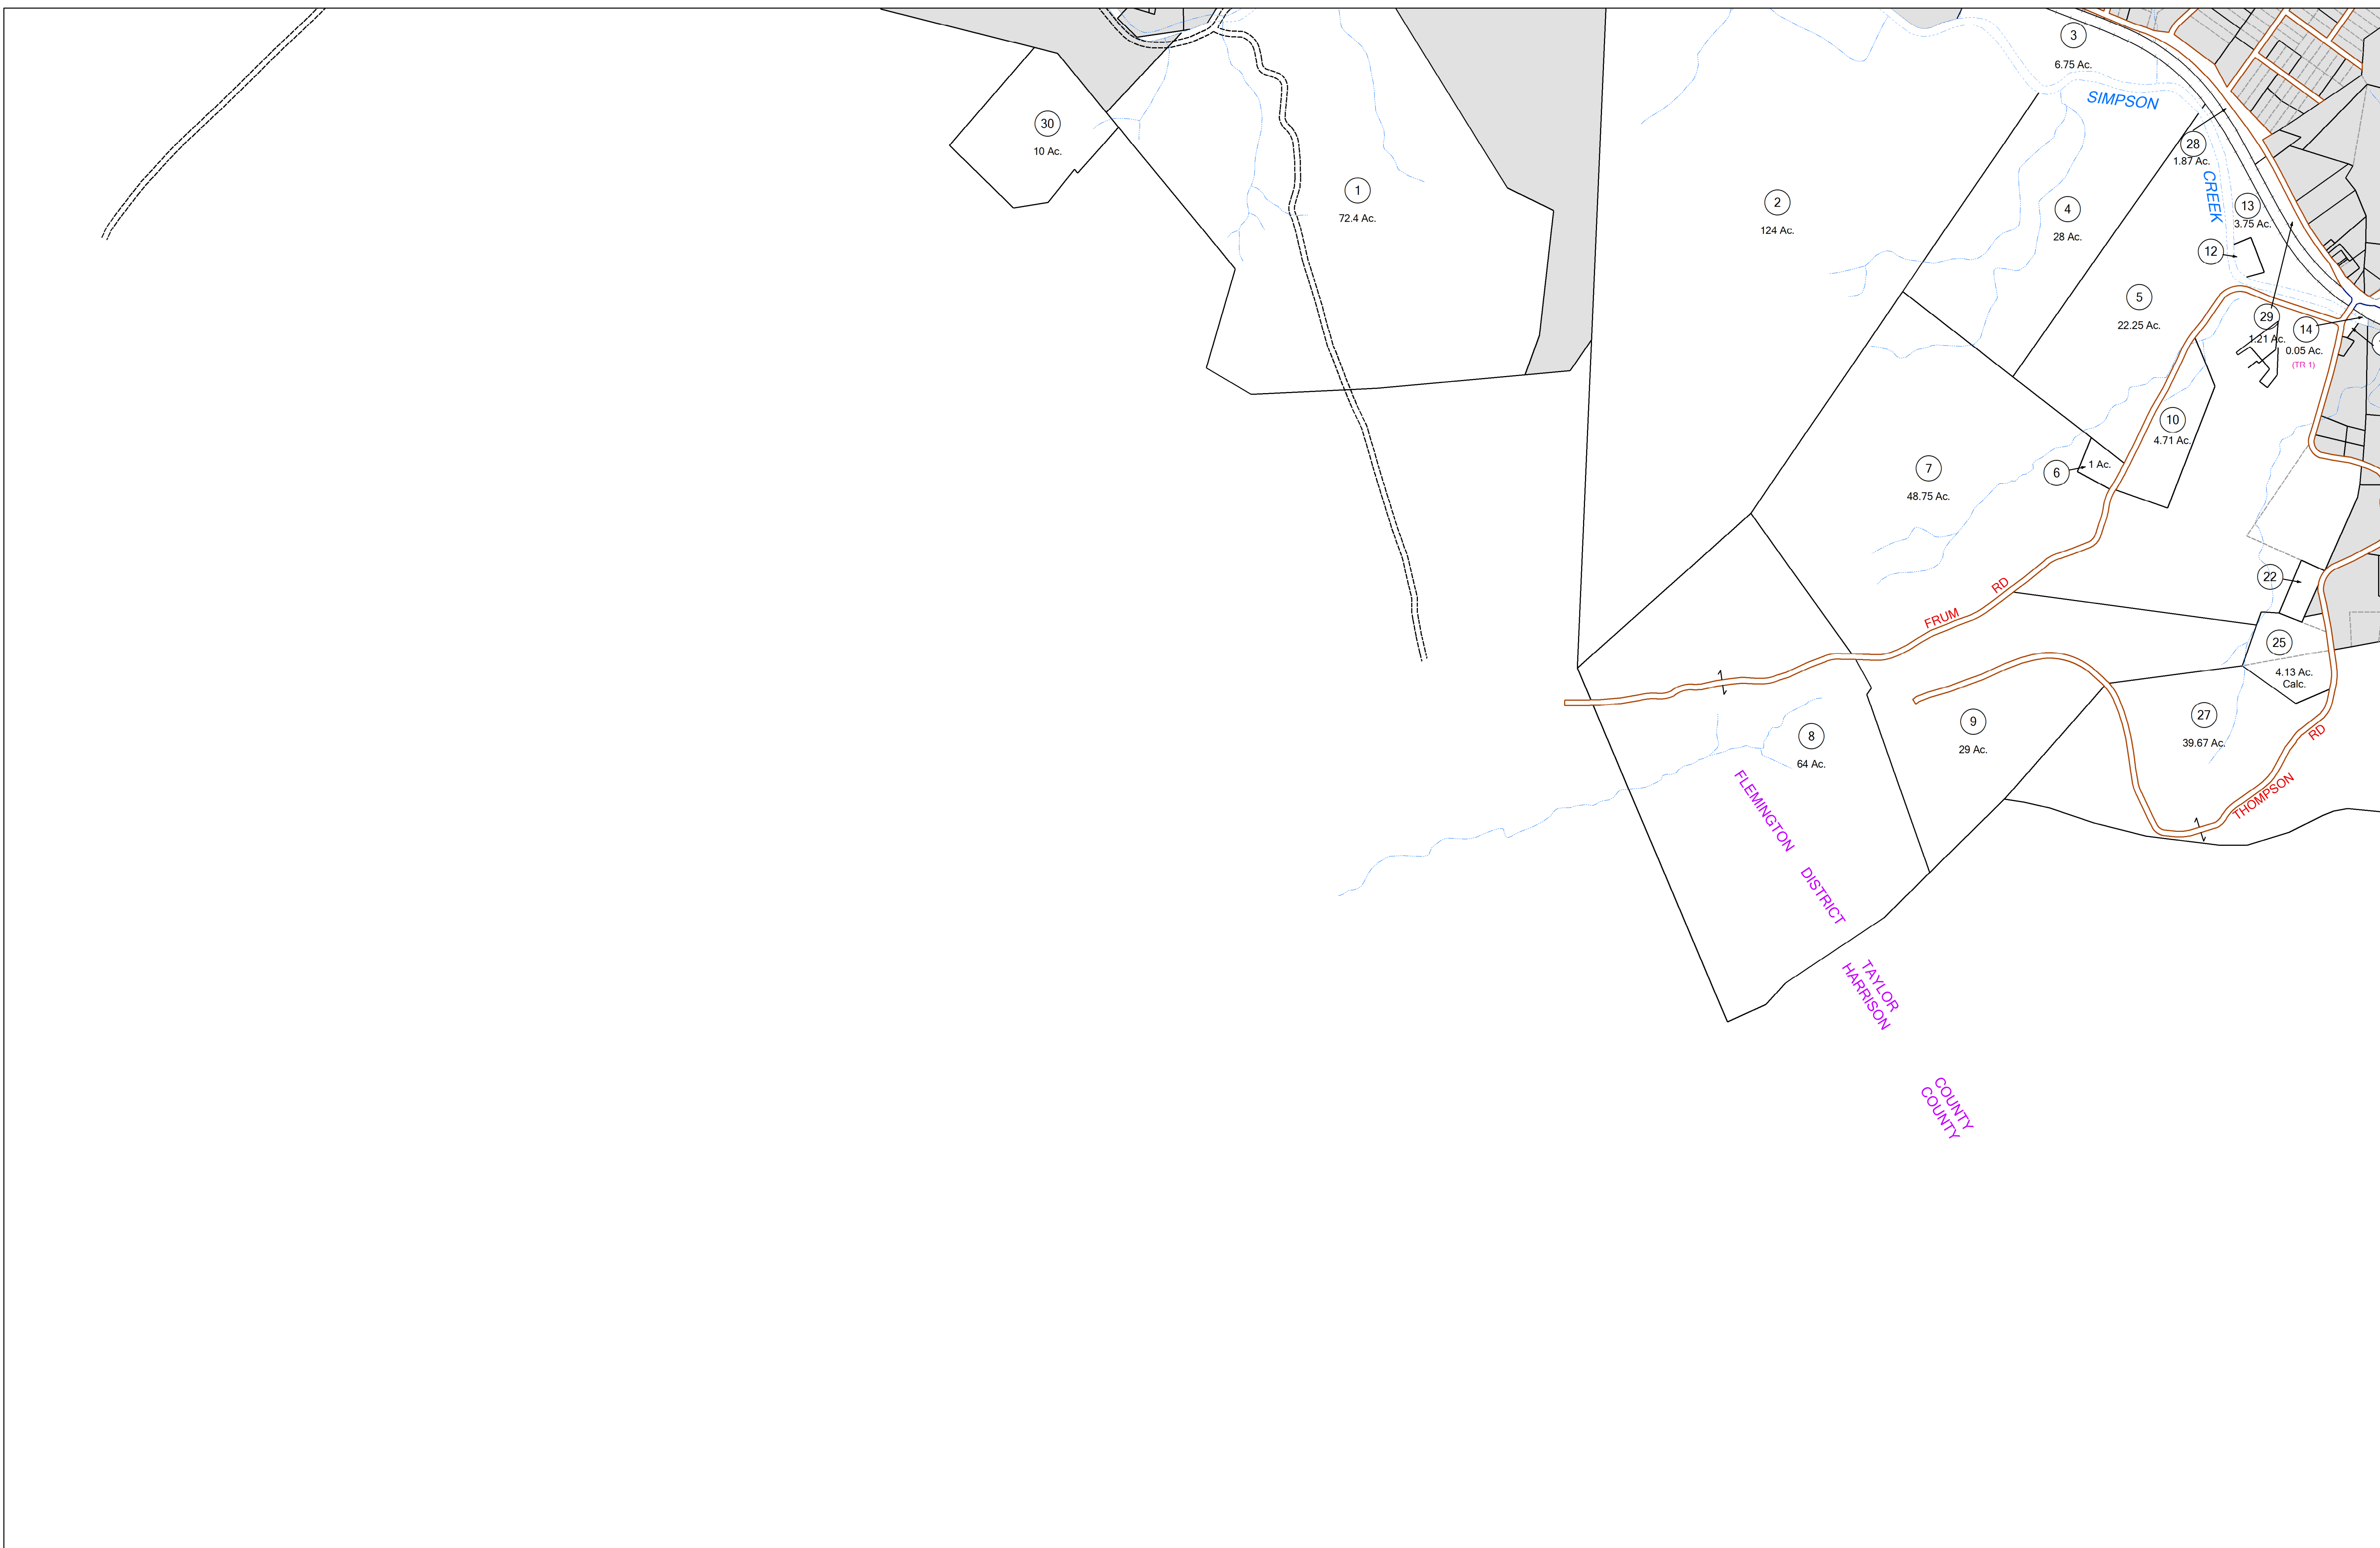 3
6.75 Ac.
SIMPSON
CREEK
30
10 Ac.
1
72.4 Ac.
2
124 Ac.
4
28 Ac.
28
1.87 Ac.
13
3.75 Ac.
12
5
22.25 Ac.
29
1.21 Ac.
14
0.05 Ac.
(TR 1)
10
4.71 Ac.
6
1 Ac.
7
48.75 Ac.
22
FRUM RD
25
4.13 Ac.
Calc.
27
39.67 Ac.
THOMPSON RD
9
29 Ac.
8
64 Ac.
FLEMINGTON DISTRICT
TAYLOR COUNTY
HARRISON COUNTY